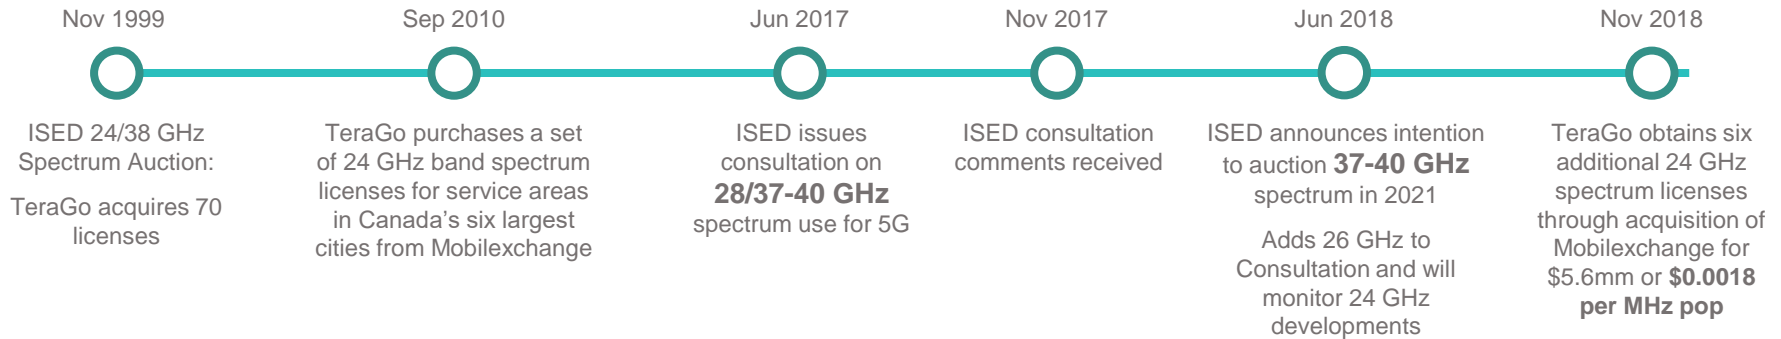 Nov 1999
ISED 24/38 GHz
Spectrum Auction:
TeraGo acquires 70
licenses
Sep 2010
TeraGo purchases a set
of 24 GHz band spectrum
licenses for service areas
in Canada’s six largest
cities from Mobilexchange
Jun 2017
ISED issues
consultation on
28/37-40 GHz
spectrum use for 5G
Nov 2017
ISED consultation
comments received
Jun 2018
ISED announces intention
to auction 37-40 GHz
spectrum in 2021
Adds 26 GHz to
Consultation and will
monitor 24 GHz
developments
Nov 2018
TeraGo obtains six
additional 24 GHz
spectrum licenses
through acquisition of
Mobilexchange for
$5.6mm or $0.0018
per MHz pop